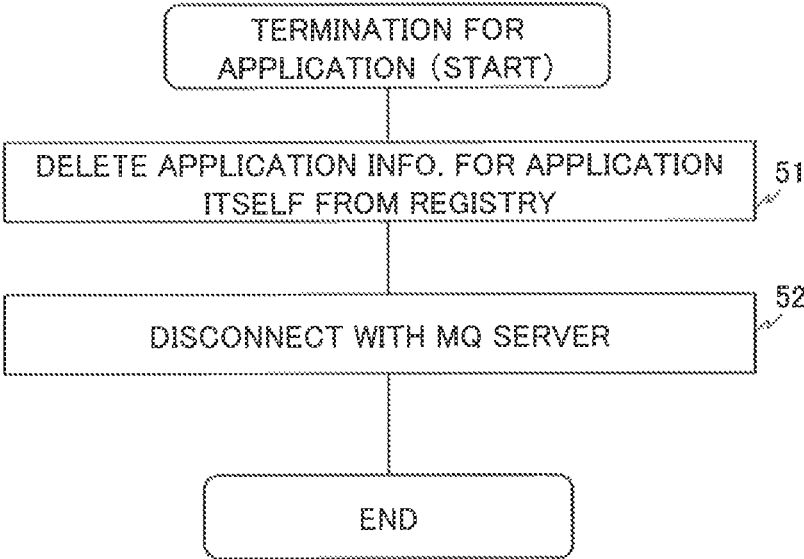 TERMINATION FOR
APPLICATION (START)
DELETE APPLICATION INFO. FOR APPLICATION
ITSELF FROM REGISTRY
51
DISCONNECT WITH MQ SERVER
52
END